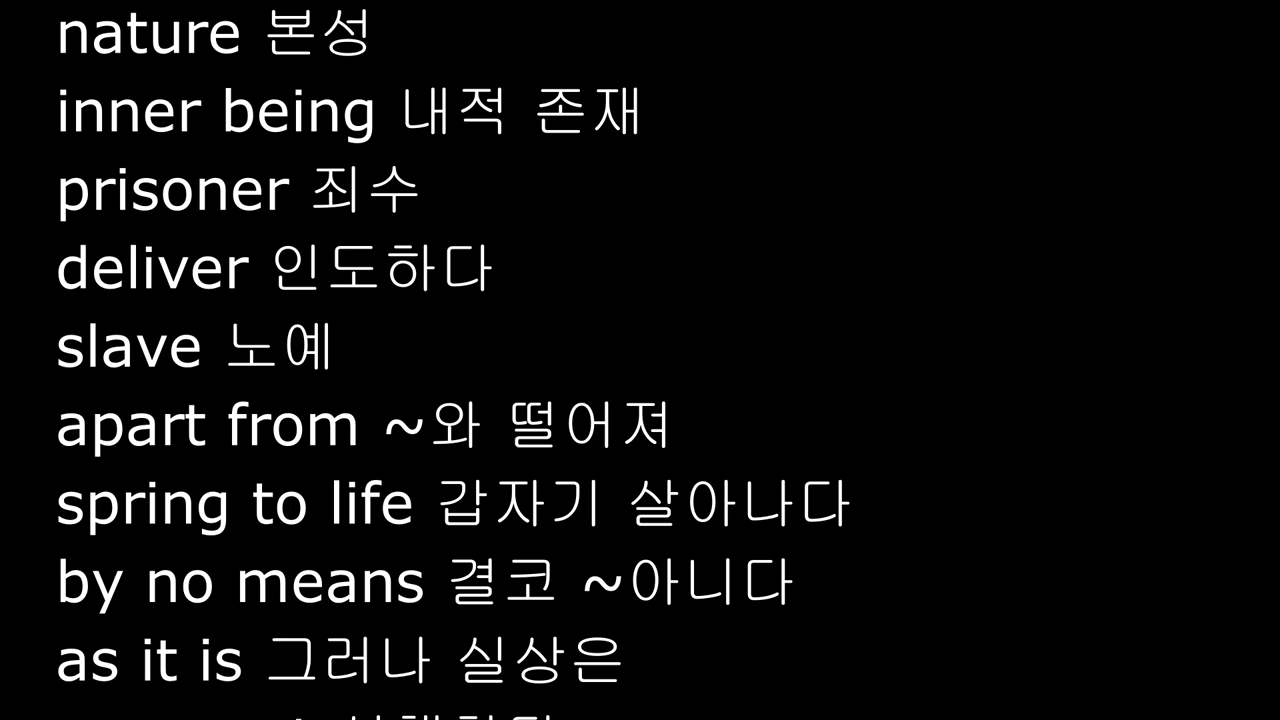 nature 본성
inner being 내적 존재
prisoner 죄수
deliver 인도하다
slave 노예
apart from ~와 떨어져
spring to life 갑자기 살아나다
by no means 결코 ~아니다
as it is 그러나 실상은